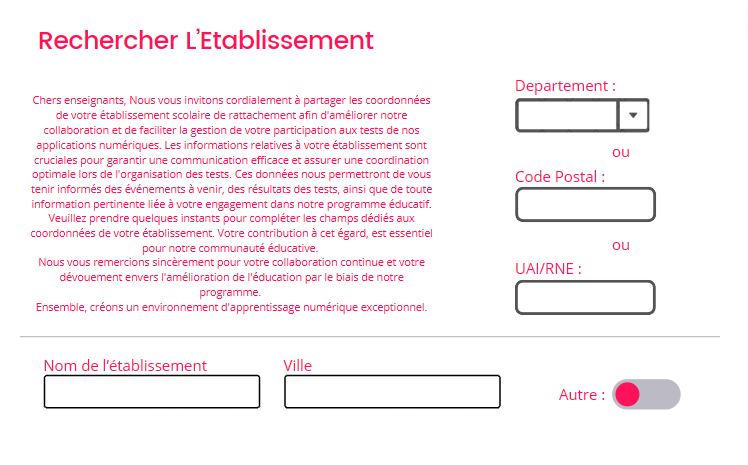 Rechercher L'Etablissement
Chers enseignants, Nous vous invitons cordialement à partager les coordonnées
de votre établissement scolaire de rattachement afin d'améliorer notre
collaboration et de faciliter la gestion de votre participation aux tests de nos
applications numériques. Les informations relatives à votre établissement sont
cruciales pour garantir une communication efficace et assurer une coordination
optimale lors de l'organisation des tests. Ces données nous permettront de vous
tenir informés des événements à venir, des résultats des tests, ainsi que de toute
information pertinente liée à votre engagement dans notre programme éducatif.
Veuillez prendre quelques instants pour compléter les champs dédiés aux
coordonnées de votre établissement. Votre contribution à cet égard, est essentiel
pour notre communauté éducative.
Nous vous remercions sincèrement pour votre collaboration continue et votre
dévouement envers l'amélioration de l'éducation par le biais de notre
programme.
Ensemble, créons un environnement d'apprentissage numérique exceptionnel.
Departement :
ou
Code Postal :
ou
UAI/RNE :
Nom de l'établissement
Ville
Autre :